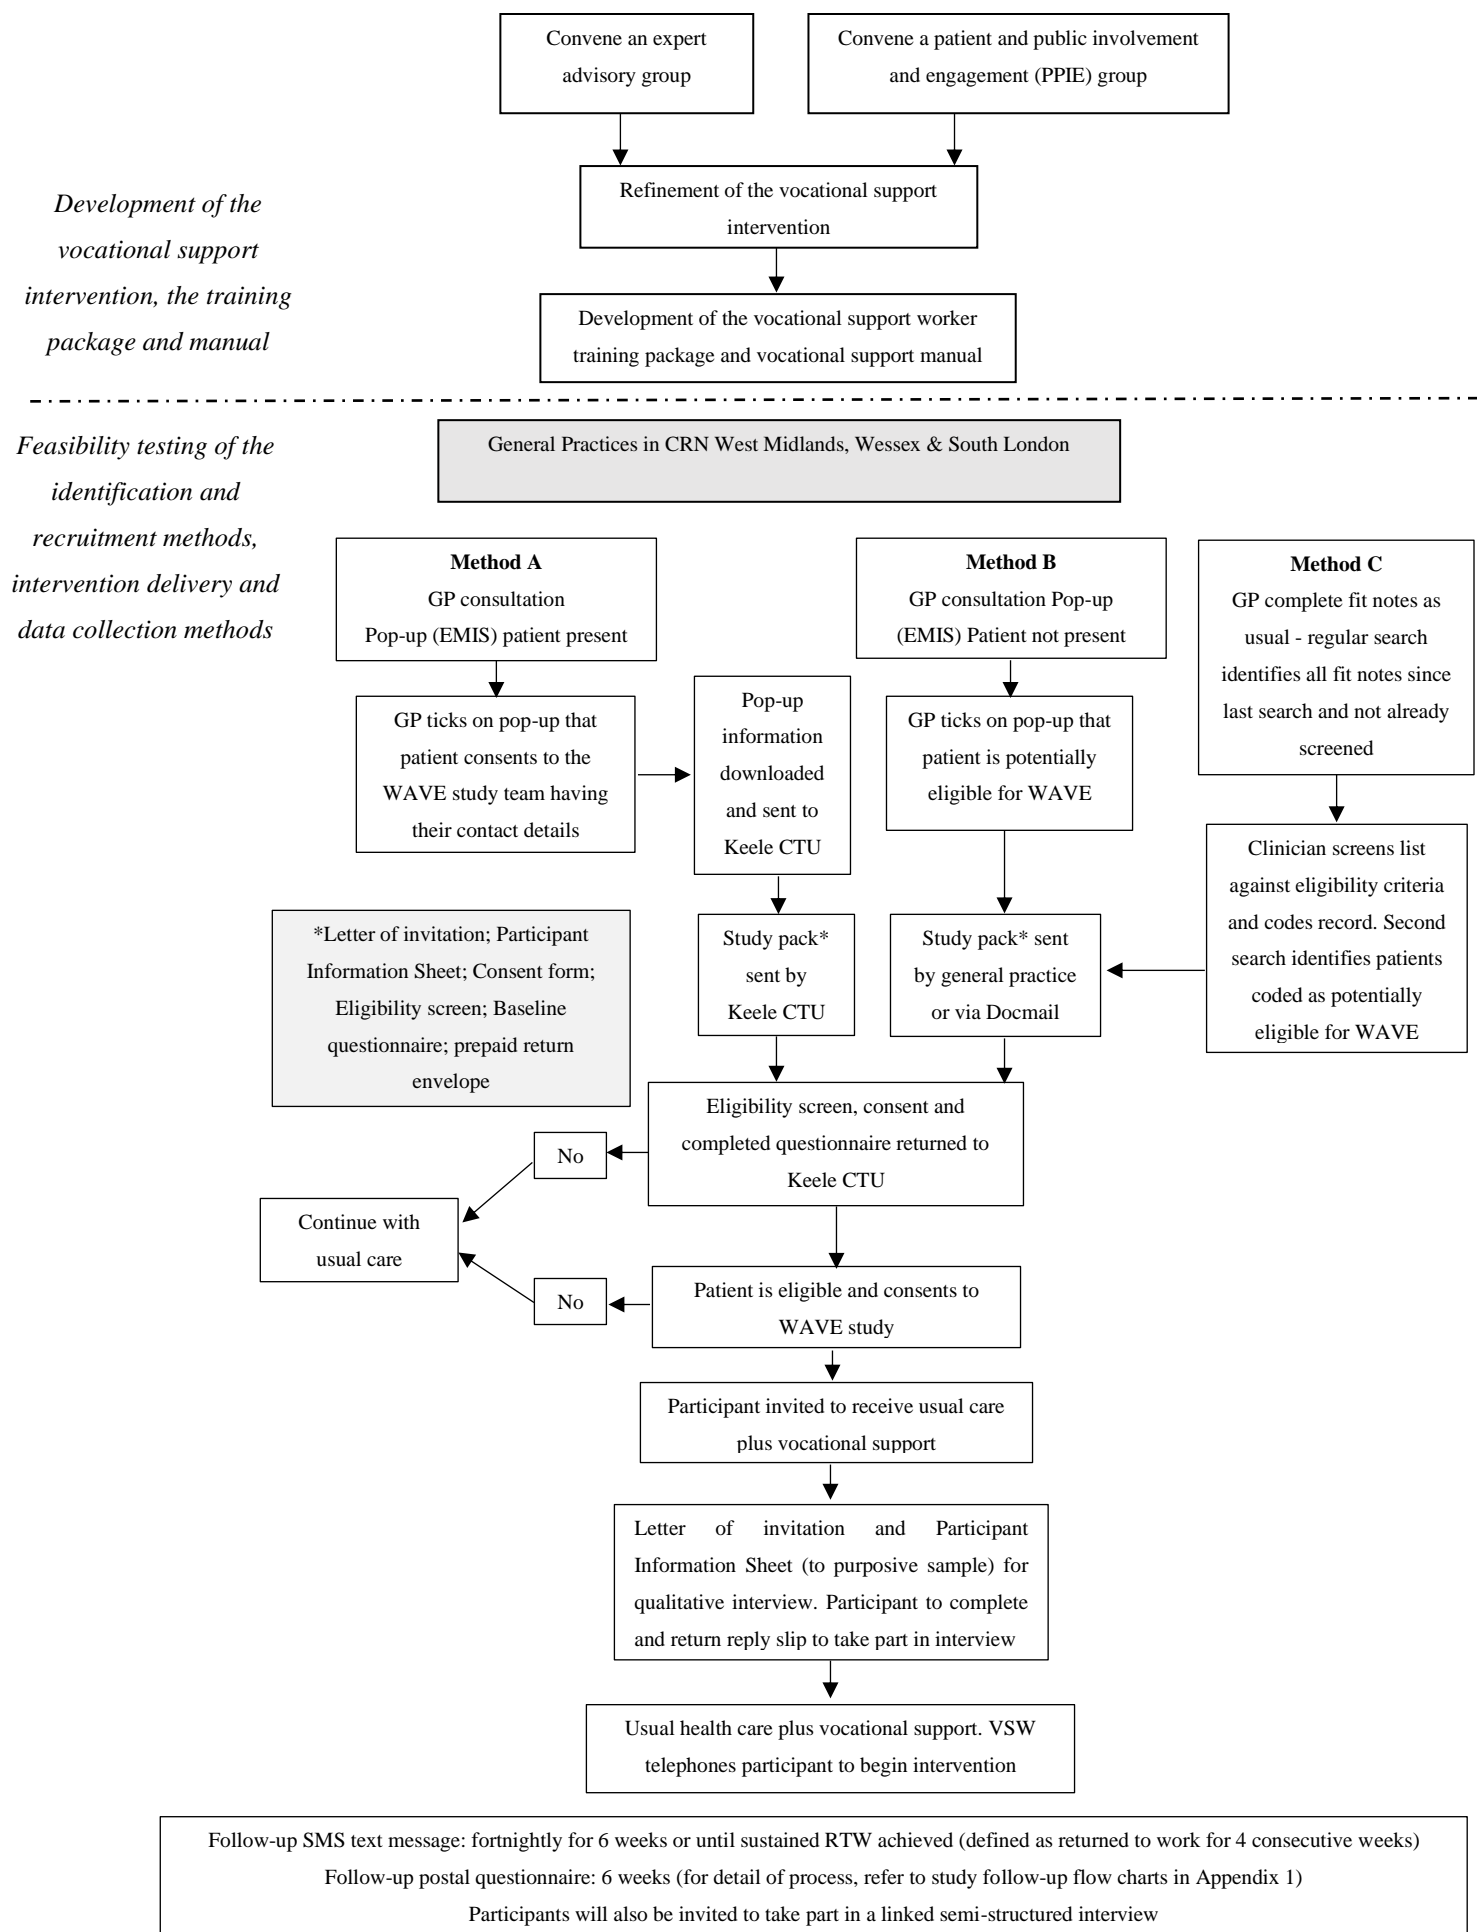 Convene an expert
advisory group
Convene a patient and public involvement
and engagement (PPIE) group
Refinement of the vocational support
intervention
Development of the
vocational support
intervention, the training
package and manual
Development of the vocational support worker
training package and vocational support manual
Feasibility testing of the
identification and
recruitment methods,
intervention delivery and
data collection methods
General Practices in CRN West Midlands, Wessex & South London
Method A
GP consultation
Pop-up (EMIS) patient present
Method B
GP consultation Pop-up
(EMIS) Patient not present
Method C
GP complete fit notes as
usual - regular search
identifies all fit notes since
last search and not already
screened
GP ticks on pop-up that
patient consents to the
WAVE study team having
their contact details
Pop-up
information
downloaded
and sent to
Keele CTU
GP ticks on pop-up that
patient is potentially
eligible for WAVE
Clinician screens list
against eligibility criteria
and codes record. Second
search identifies patients
coded as potentially
eligible for WAVE
*Letter of invitation; Participant
Information Sheet; Consent form;
Eligibility screen; Baseline
questionnaire; prepaid return
envelope
Study pack*
sent by
Keele CTU
Study pack* sent
by general practice
or via Docmail
Eligibility screen, consent and
completed questionnaire returned to
Keele CTU
No
Continue with
usual care
No
Patient is eligible and consents to
WAVE study
Participant invited to receive usual care
plus vocational support
Letter of invitation and Participant
Information Sheet (to purposive sample) for
qualitative interview. Participant to complete
and return reply slip to take part in interview
Usual health care plus vocational support. VSW
telephones participant to begin intervention
Follow-up SMS text message: fortnightly for 6 weeks or until sustained RTW achieved (defined as returned to work for 4 consecutive weeks)
Follow-up postal questionnaire: 6 weeks (for detail of process, refer to study follow-up flow charts in Appendix 1)
Participants will also be invited to take part in a linked semi-structured interview